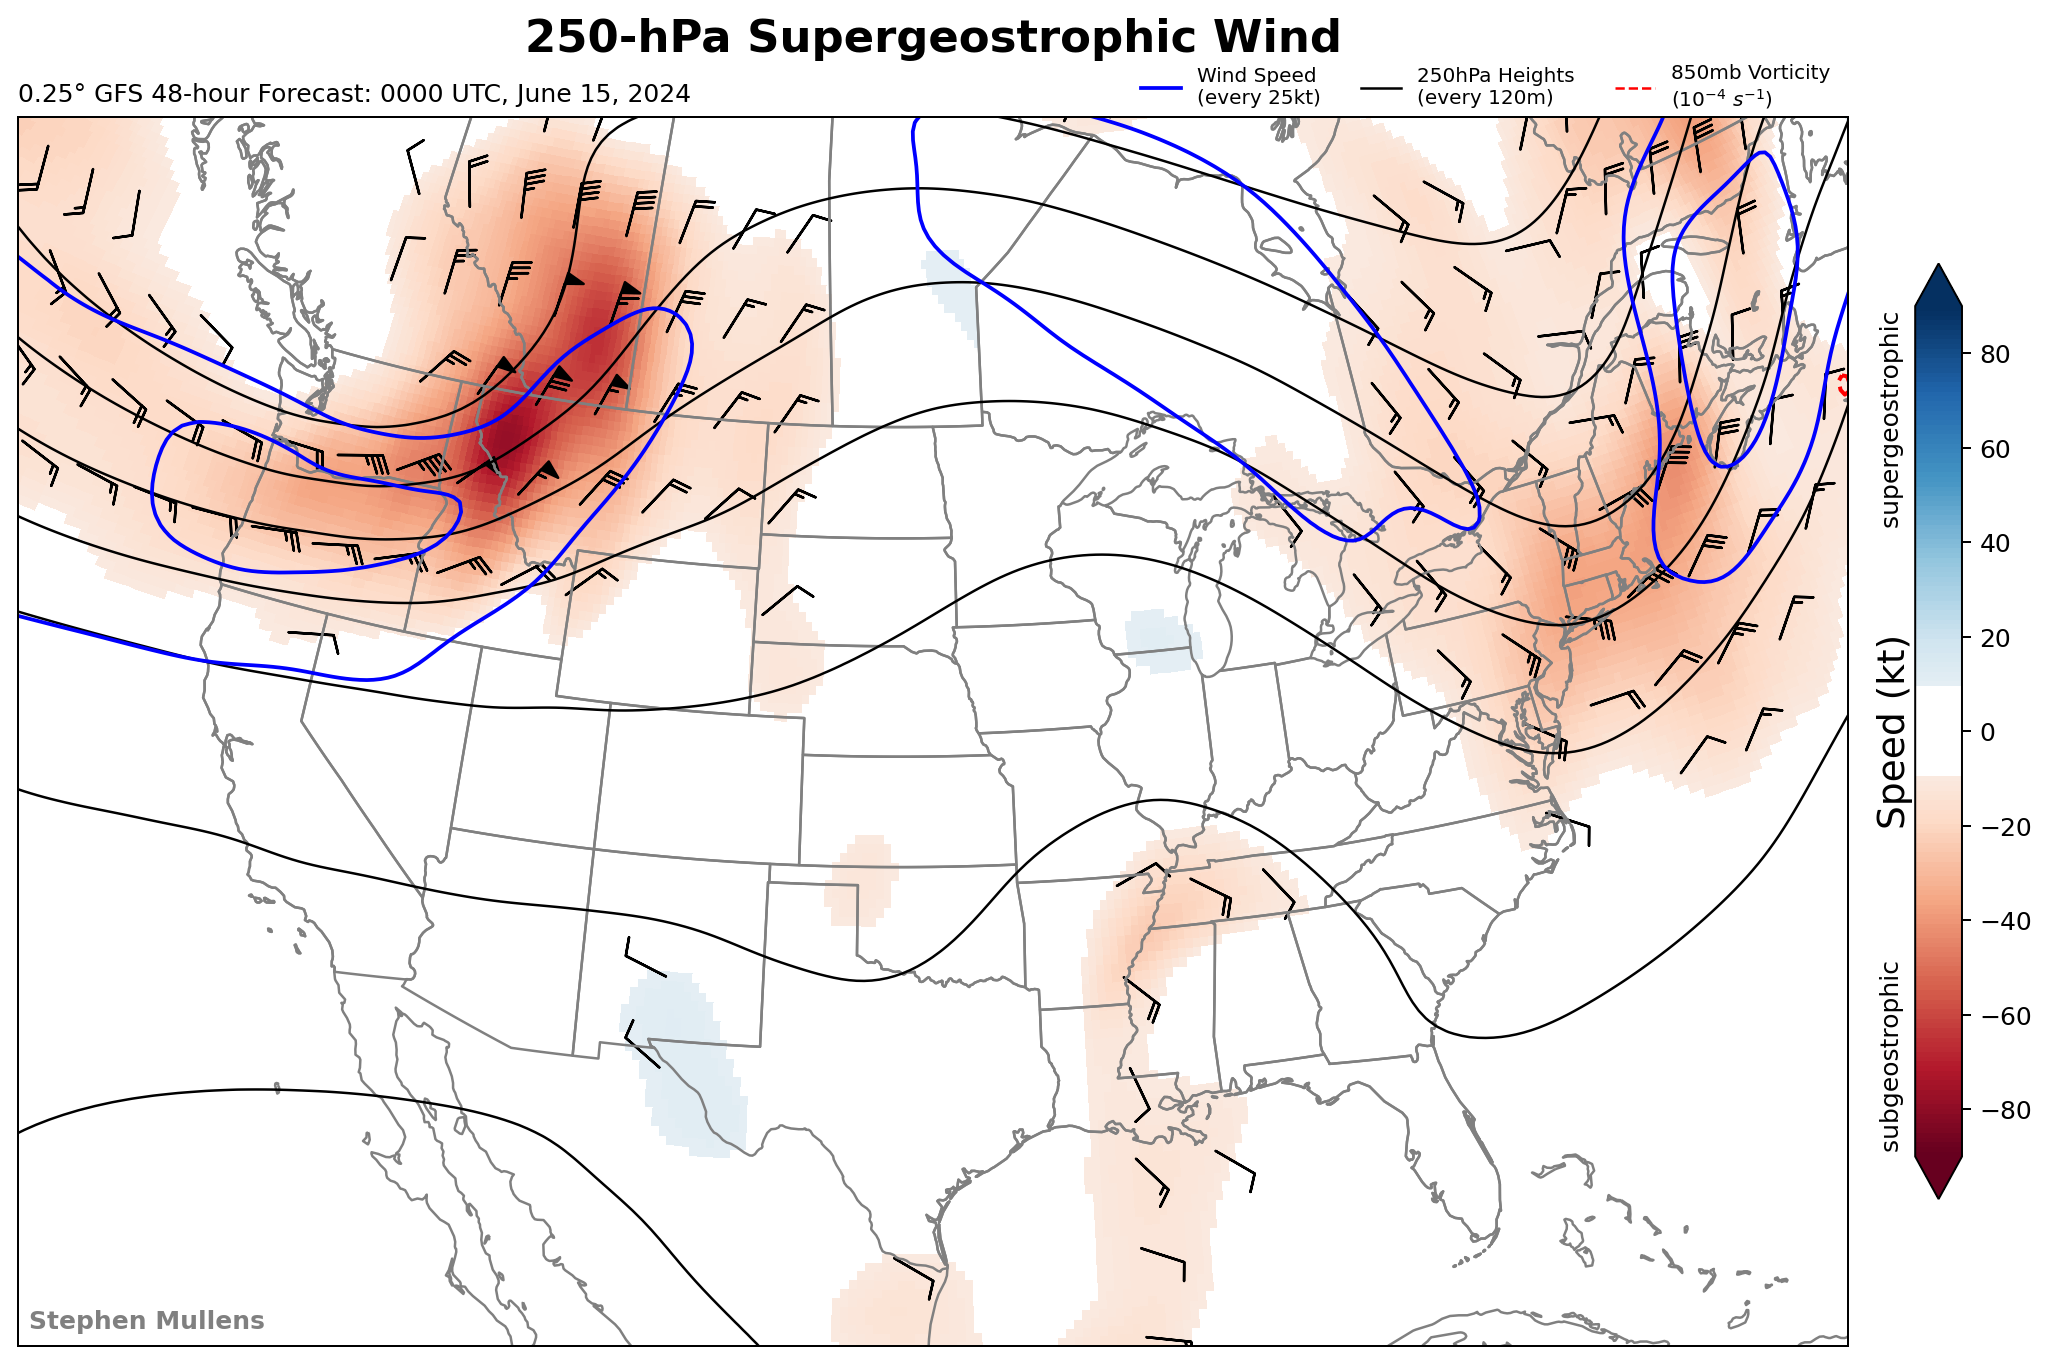 250-hPa Supergeostrophic Wind
0.25° GFS 48-hour Forecast: 0000 UTC, June 15, 2024
Wind Speed
(every 25kt)
250hPa Heights
(every 120m)
850mb Vorticity
(10⁻⁴ s⁻¹)
supergeostrophic
Speed (kt)
subgeostrophic
80
60
40
20
0
−20
−40
−60
−80
Stephen Mullens